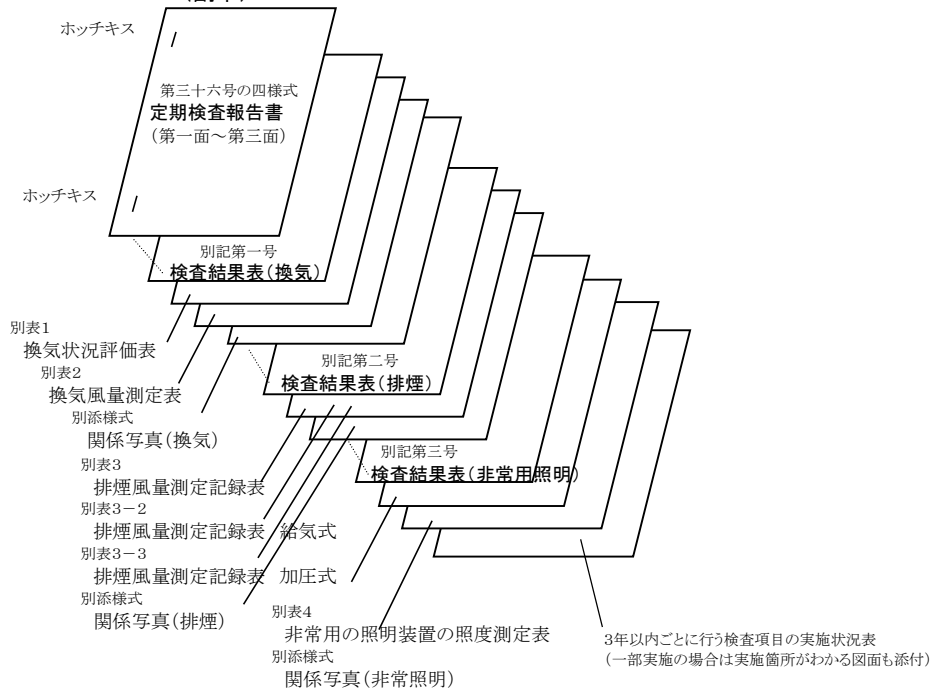 ホッチキス
第三十六号の四様式
定期検査報告書
(第一面～第三面)
ホッチキス
別記第一号
検査結果表(換気)
別表1
換気状況評価表
別表2
換気風量測定表
別添様式
関係写真(換気)
別記第二号
検査結果表(排煙)
別表3
排煙風量測定記録表
別表3－2
排煙風量測定記録表 給気式
別表3－3
排煙風量測定記録表 加圧式
別添様式
関係写真(排煙)
別記第三号
検査結果表(非常用照明)
別表4
非常用の照明装置の照度測定表
別添様式
関係写真(非常照明)
3年以内ごとに行う検査項目の実施状況表
(一部実施の場合は実施箇所がわかる図面も添付)